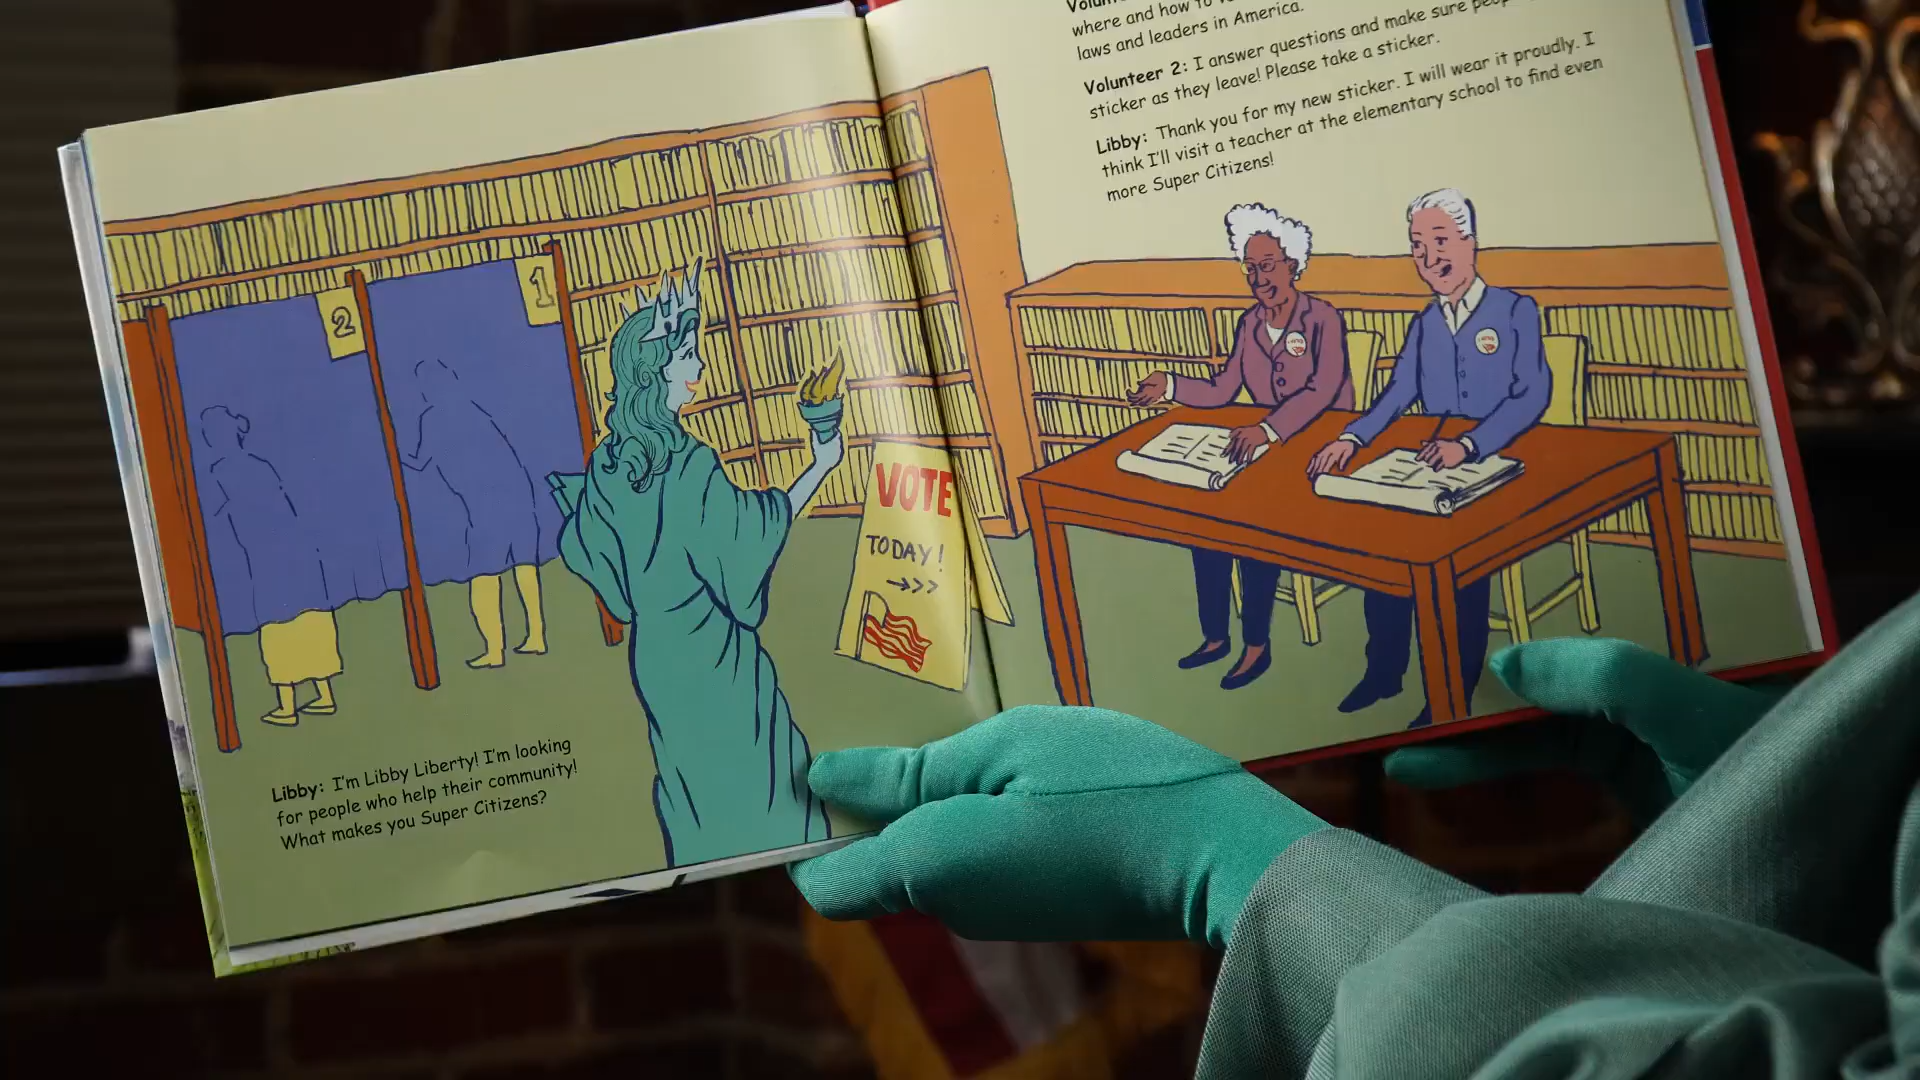 2
1
VOTE
TODAY!
Libby: I'm Libby Liberty! I'm looking
for people who help their community!
What makes you Super Citizens?
where and how to
laws and leaders in America.
Volunteer 2: I answer questions and make sure
sticker as they leave! Please take a sticker.
Libby: Thank you for my new sticker. I will wear it proudly. I
think I'll visit a teacher at the elementary school to find even
more Super Citizens!